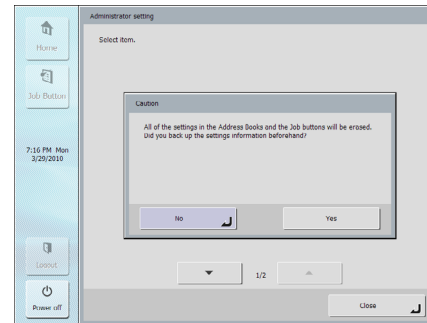 Administrator setting
Home
Select item.
Job Button
Caution
All of the settings in the Address Books and the Job buttons will be erased.
Did you back up the settings information beforehand?
7:16 PM Mon
3/29/2010
No
Yes
Logout
1/2
Power off
Close